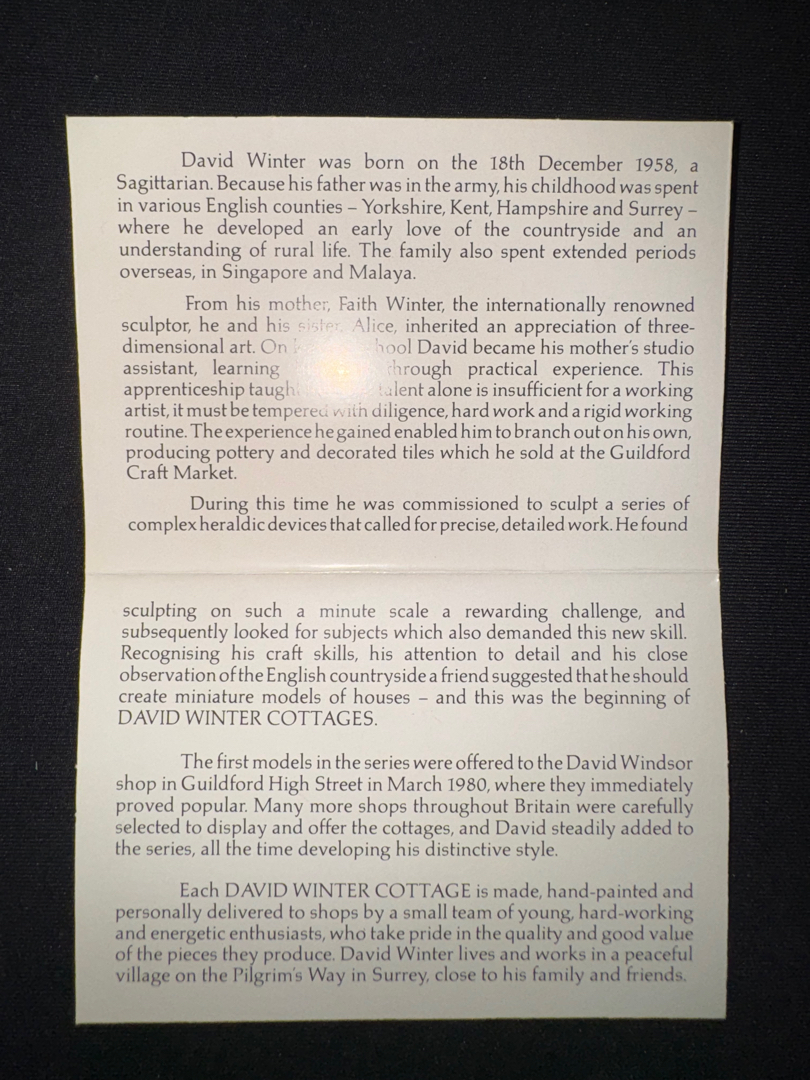 David Winter was born on the 18th December 1958, a
Sagittarian. Because his father was in the army, his childhood was spent
in various English counties – Yorkshire, Kent, Hampshire and Surrey –
where he developed an early love of the countryside and an
understanding of rural life. The family also spent extended periods
overseas, in Singapore and Malaya.
From his mother, Faith Winter, the internationally renowned
sculptor, he and his sister, Alice, inherited an appreciation of three-
dimensional art. On David became his mother's studio
assistant, learning through practical experience. This
apprenticeship alone is insufficient for a working
artist, it must be tempered with diligence, hard work and a rigid working
routine. The experience he gained enabled him to branch out on his own,
producing pottery and decorated tiles which he sold at the Guildford
Craft Market.
During this time he was commissioned to sculpt a series of
complex heraldic devices that called for precise, detailed work. He found
sculpting on such a minute scale a rewarding challenge, and
subsequently looked for subjects which also demanded this new skill.
Recognising his craft skills, his attention to detail and his close
observation of the English countryside a friend suggested that he should
create miniature models of houses – and this was the beginning of
DAVID WINTER COTTAGES.
The first models in the series were offered to the David Windsor
shop in Guildford High Street in March 1980, where they immediately
proved popular. Many more shops throughout Britain were carefully
selected to display and offer the cottages, and David steadily added to
the series, all the time developing his distinctive style.
Each DAVID WINTER COTTAGE is made, hand-painted and
personally delivered to shops by a small team of young, hard-working
and energetic enthusiasts, who take pride in the quality and good value
of the pieces they produce. David Winter lives and works in a peaceful
village on the Pilgrim's Way in Surrey, close to his family and friends.